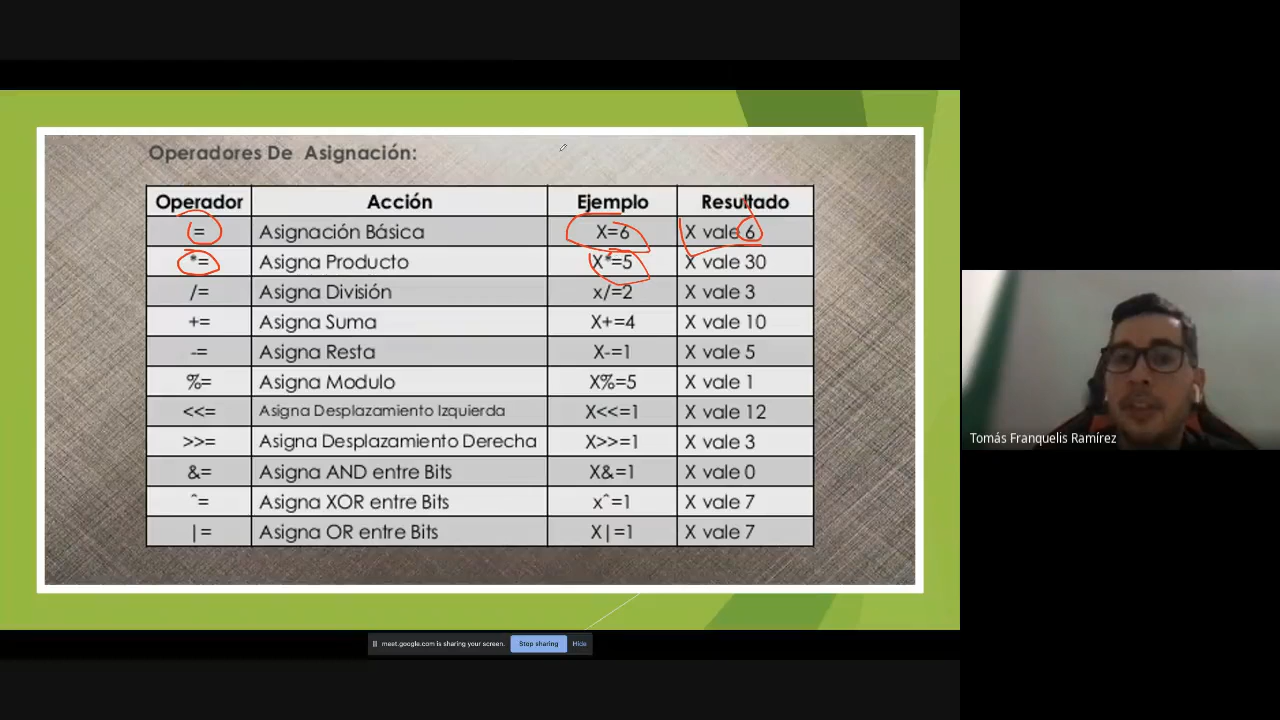 Operadores De Asignación:
Operador Acción Ejemplo Resultado
= Asignación Básica X=6 X vale 6
*= Asigna Producto X*=5 X vale 30
/= Asigna División x/=2 X vale 3
+= Asigna Suma X+=4 X vale 10
-= Asigna Resta X-=1 X vale 5
%= Asigna Modulo X%=5 X vale 1
<<= Asigna Desplazamiento Izquierda X<<=1 X vale 12
>>= Asigna Desplazamiento Derecha X>>=1 X vale 3
&= Asigna AND entre Bits X&=1 X vale 0
^= Asigna XOR entre Bits x^=1 X vale 7
|= Asigna OR entre Bits X|=1 X vale 7
Tomás Franquelis Ramírez
meet.google.com is sharing your screen. Stop sharing Hide